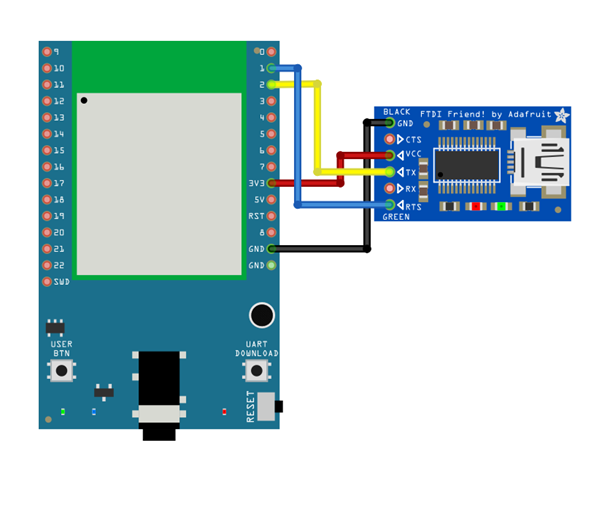 9
10
11
12
13
14
15
16
17
18
19
20
21
22
SWD
0
1
2
3
4
5
6
7
3V3
5V
RST
8
GND
GND
USER
BTN
UART
DOWNLOAD
RESET
BLACK
FTDI Friend! by Adafruit
GND
CTS
VCC
TX
RX
RTS
GREEN